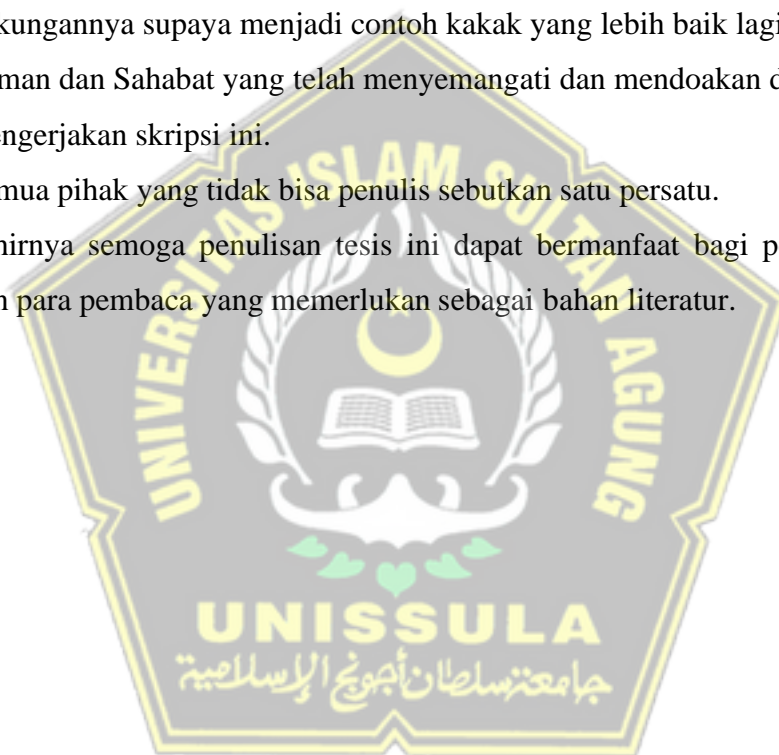 kungannya supaya menjadi contoh kakak yang lebih baik lagi
man dan Sahabat yang telah menyemangati dan mendoakan d
ngerjakan skripsi ini.
mua pihak yang tidak bisa penulis sebutkan satu persatu.
hirnya semoga penulisan tesis ini dapat bermanfaat bagi p
n para pembaca yang memerlukan sebagai bahan literatur.
UNIVERSITAS ISLAM SULTAN AGUNG
UNISSULA
جامعة سلطان أجونج الإسلامية